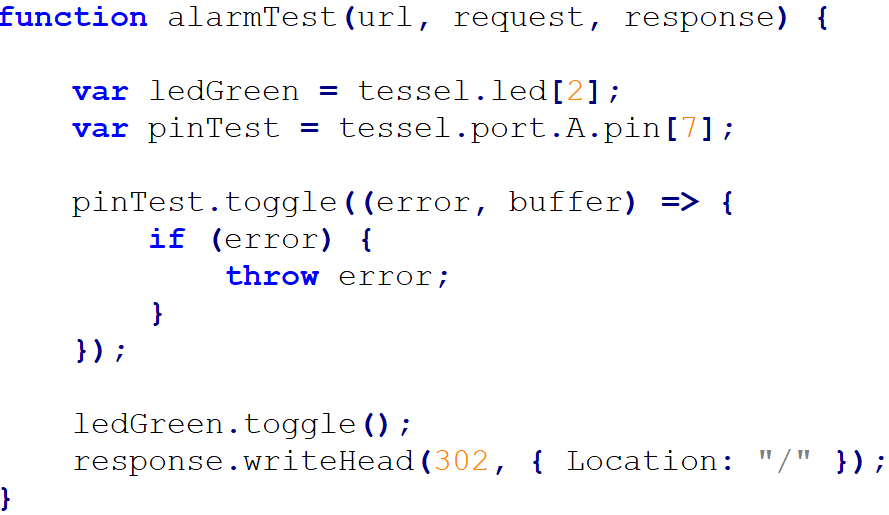 function alarmTest(url, request, response) {
var ledGreen = tessel.led[2];
var pinTest = tessel.port.A.pin[7];
pinTest.toggle((error, buffer) => {
if (error) {
throw error;
}
});
ledGreen.toggle();
response.writeHead(302, { Location: "/" });
}